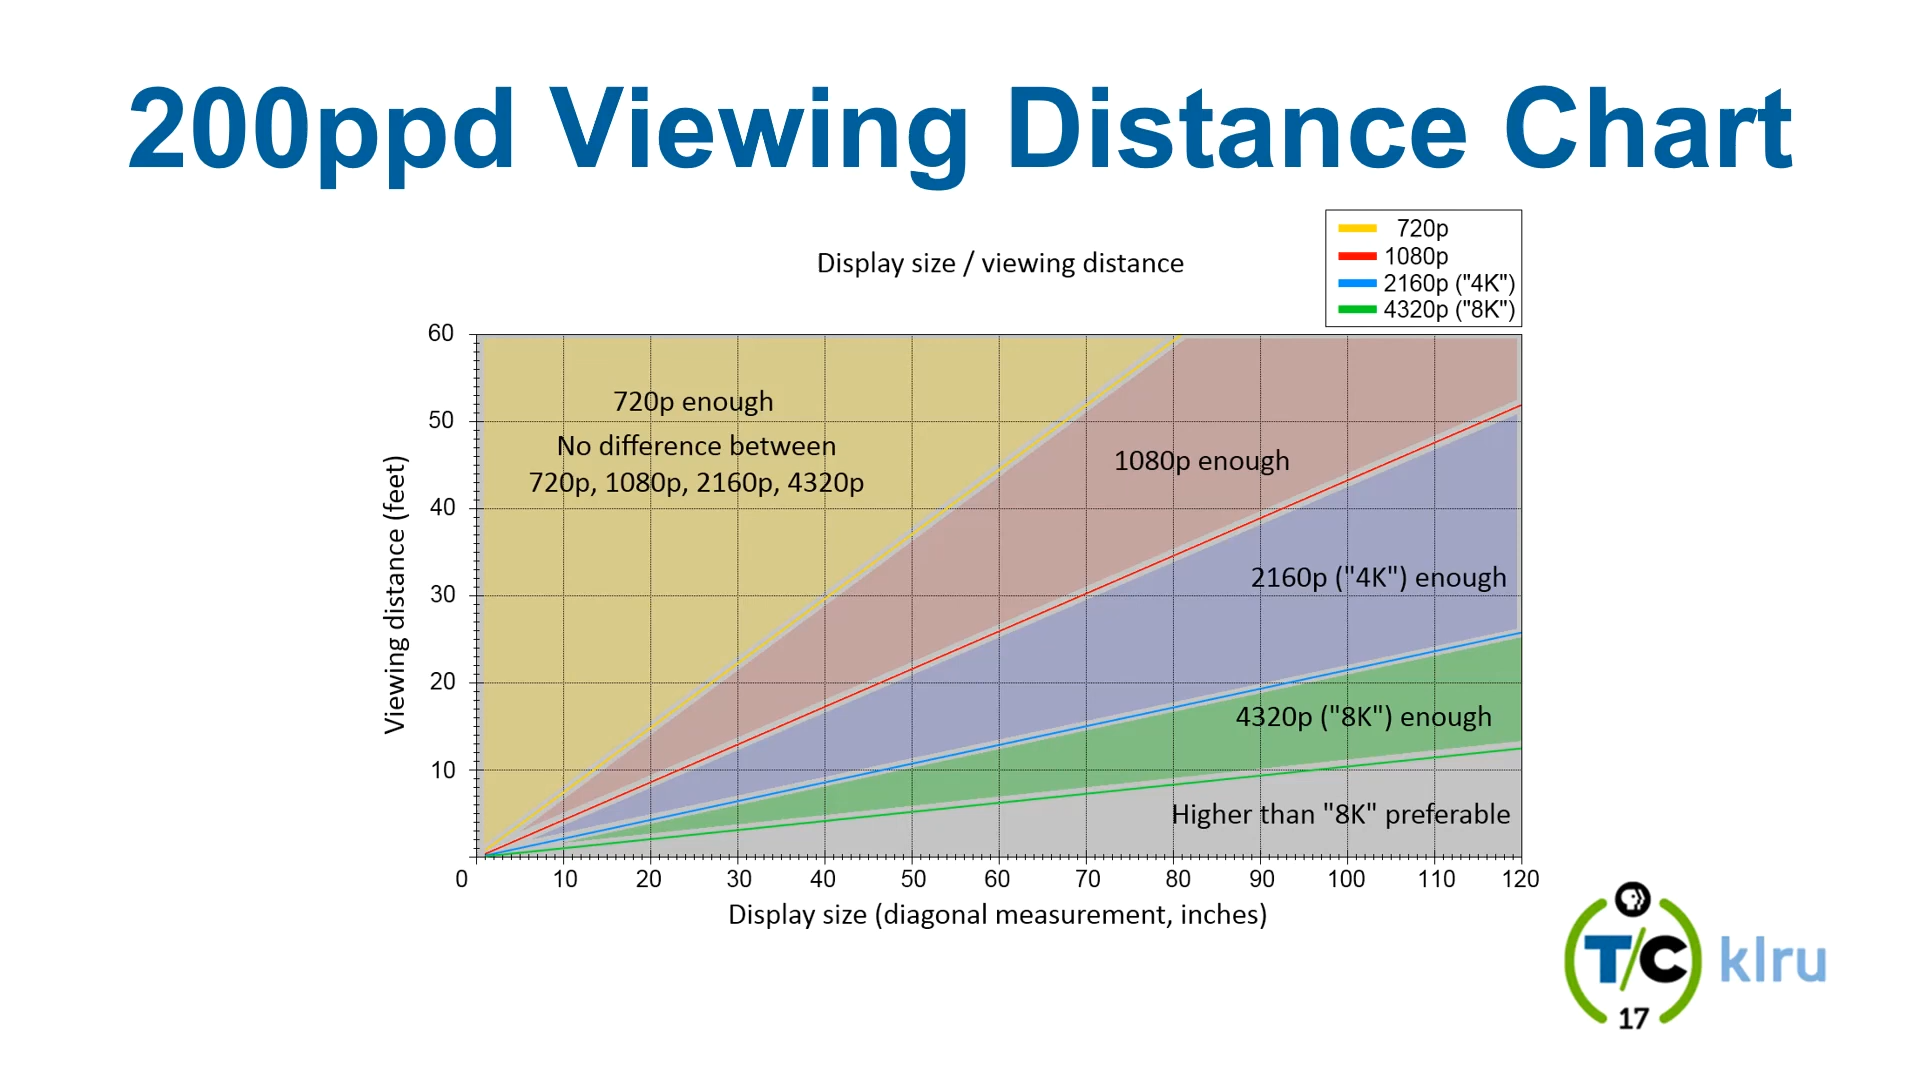 200ppd Viewing Distance Chart
720p
1080p
2160p ("4K")
4320p ("8K")
Display size / viewing distance
60
50
40
30
20
10
Viewing distance (feet)
720p enough
No difference between
720p, 1080p, 2160p, 4320p
1080p enough
2160p ("4K") enough
4320p ("8K") enough
Higher than "8K" preferable
0 10 20 30 40 50 60 70 80 90 100 110 120
Display size (diagonal measurement, inches)
T/C klru
17